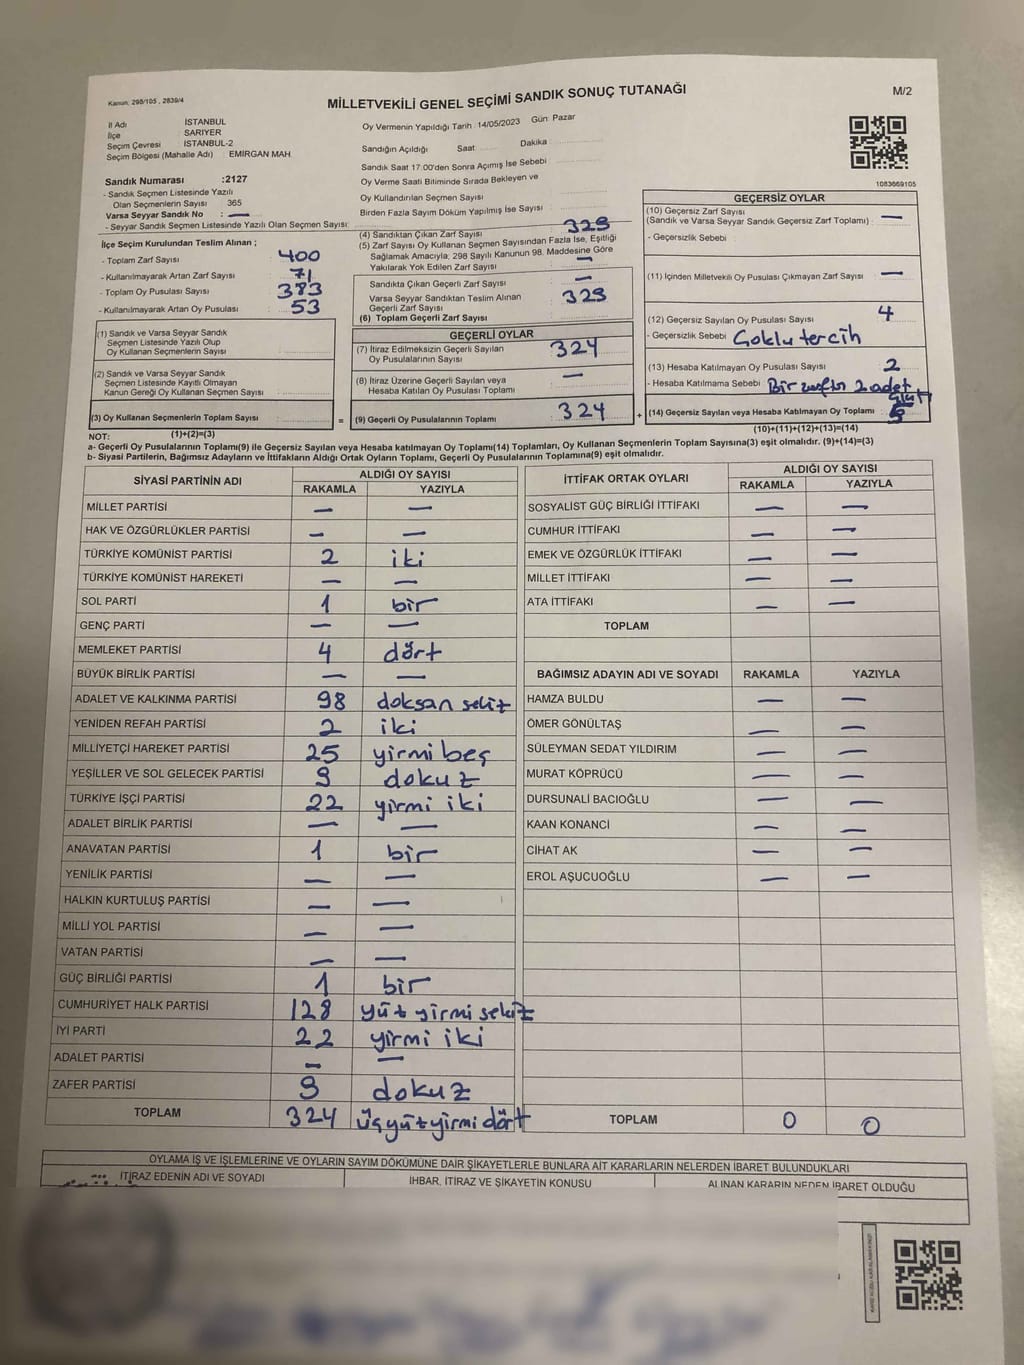 Kanun; 298/105 , 2839/4
MİLLETVEKİLİ GENEL SEÇİMİ SANDIK SONUÇ TUTANAĞI
M/2
İl Adı İSTANBUL
İlçe SARIYER
Seçim Çevresi İSTANBUL-2
Seçim Bölgesi (Mahalle Adı) : EMİRGAN MAH
Oy Vermenin Yapıldığı Tarih : 14/05/2023 Gün: Pazar
Sandığın Açıldığı Saat Dakika
Sandık Saat 17.00'den Sonra Açımış İse Sebebi
Oy Verme Saati Bitiminde Sırada Bekleyen ve
Oy Kullandırılan Seçmen Sayısı
Birden Fazla Sayım Döküm Yapılmış İse Sayısı
1083669105
Sandık Numarası :2127
- Sandık Seçmen Listesinde Yazılı
Olan Seçmenlerin Sayısı 365
Varsa Seyyar Sandık No : —
- Seyyar Sandık Seçmen Listesinde Yazılı Olan Seçmen Sayısı:
İlçe Seçim Kurulundan Teslim Alınan ;
- Toplam Zarf Sayısı 400
- Kullanılmayarak Artan Zarf Sayısı 71
- Toplam Oy Pusulası Sayısı 383
- Kullanılmayarak Artan Oy Pusulası 53
(1) Sandık ve Varsa Seyyar Sandık
Seçmen Listesinde Yazılı Olup
Oy Kullanan Seçmenlerin Sayısı
(2) Sandık ve Varsa Seyyar Sandık
Seçmen Listesinde Kayıtlı Olmayan
Kanun Gereği Oy Kullanan Seçmen Sayısı
(3) Oy Kullanan Seçmenlerin Toplam Sayısı =
(1)+(2)=(3)
(4) Sandıktan Çıkan Zarf Sayısı 329
(5) Zarf Sayısı Oy Kullanan Seçmen Sayısından Fazla İse, Eşitliği
Sağlamak Amacıyla; 298 Sayılı Kanunun 98. Maddesine Göre
Yakılarak Yok Edilen Zarf Sayısı —
Sandıkta Çıkan Geçerli Zarf Sayısı —
Varsa Seyyar Sandıktan Teslim Alınan
Geçerli Zarf Sayısı 329
(6) Toplam Geçerli Zarf Sayısı
GEÇERLİ OYLAR
(7) İtiraz Edilmeksizin Geçerli Sayılan
Oy Pusulalarının Sayısı 324
(8) İtiraz Üzerine Geçerli Sayılan veya
Hesaba Katılan Oy Pusulası Toplamı —
(9) Geçerli Oy Pusulalarının Toplamı 324 +
GEÇERSİZ OYLAR
(10) Geçersiz Zarf Sayısı
(Sandık ve Varsa Seyyar Sandık Geçersiz Zarf Toplamı) : —
- Geçersizlik Sebebi
(11) İçinden Milletvekili Oy Pusulası Çıkmayan Zarf Sayısı —
(12) Geçersiz Sayılan Oy Pusulası Sayısı 4
- Geçersizlik Sebebi Çoklu tercih
(13) Hesaba Katılmayan Oy Pusulası Sayısı 2
- Hesaba Katılmama Sebebi Bir zarftan 2 adet
(14) Geçersiz Sayılan veya Hesaba Katılmayan Oy Toplamı
(10)+(11)+(12)+(13)=(14)
NOT:
a- Geçerli Oy Pusulalarının Toplamı(9) ile Geçersiz Sayılan veya Hesaba katılmayan Oy Toplamı(14) Toplamları, Oy Kullanan Seçmenlerin Toplam Sayısına(3) eşit olmalıdır. (9)+(14)=(3)
b- Siyasi Partilerin, Bağımsız Adayların ve İttifakların Aldığı Ortak Oyların Toplamı, Geçerli Oy Pusulalarının Toplamına(9) eşit olmalıdır.
SİYASİ PARTİNİN ADI ALDIĞI OY SAYISI
RAKAMLA YAZIYLA
MİLLET PARTİSİ — —
HAK VE ÖZGÜRLÜKLER PARTİSİ — —
TÜRKİYE KOMÜNİST PARTİSİ 2 iki
TÜRKİYE KOMÜNİST HAREKETİ — —
SOL PARTİ 1 bir
GENÇ PARTİ — —
MEMLEKET PARTİSİ 4 dört
BÜYÜK BİRLİK PARTİSİ — —
ADALET VE KALKINMA PARTİSİ 98 doksan sekiz
YENİDEN REFAH PARTİSİ 2 iki
MİLLİYETÇİ HAREKET PARTİSİ 25 yirmi beş
YEŞİLLER VE SOL GELECEK PARTİSİ 9 dokuz
TÜRKİYE İŞÇİ PARTİSİ 22 yirmi iki
ADALET BİRLİK PARTİSİ — —
ANAVATAN PARTİSİ 1 bir
YENİLİK PARTİSİ — —
HALKIN KURTULUŞ PARTİSİ — —
MİLLİ YOL PARTİSİ — —
VATAN PARTİSİ — —
GÜÇ BİRLİĞİ PARTİSİ 1 bir
CUMHURİYET HALK PARTİSİ 128 yüz yirmi sekiz
İYİ PARTİ 22 yirmi iki
ADALET PARTİSİ — —
ZAFER PARTİSİ 9 dokuz
TOPLAM 324 üçyüzyirmi dört
İTTİFAK ORTAK OYLARI ALDIĞI OY SAYISI
RAKAMLA YAZIYLA
SOSYALİST GÜÇ BİRLİĞİ İTTİFAKI — —
CUMHUR İTTİFAKI — —
EMEK VE ÖZGÜRLÜK İTTİFAKI — —
MİLLET İTTİFAKI — —
ATA İTTİFAKI — —
TOPLAM
BAĞIMSIZ ADAYIN ADI VE SOYADI RAKAMLA YAZIYLA
HAMZA BULDU — —
ÖMER GÖNÜLTAŞ — —
SÜLEYMAN SEDAT YILDIRIM — —
MURAT KÖPRÜCÜ — —
DURSUNALİ BACIOĞLU — —
KAAN KONANCİ — —
CİHAT AK — —
EROL AŞUCUOĞLU — —
TOPLAM 0 0
OYLAMA İŞ VE İŞLEMLERİNE VE OYLARIN SAYIM DÖKÜMÜNE DAİR ŞİKAYETLERLE BUNLARA AİT KARARLARIN NELERDEN İBARET BULUNDUKLARI
İTİRAZ EDENİN ADI VE SOYADI İHBAR, İTİRAZ VE ŞİKAYETİN KONUSU ALINAN KARARIN NEDEN İBARET OLDUĞU